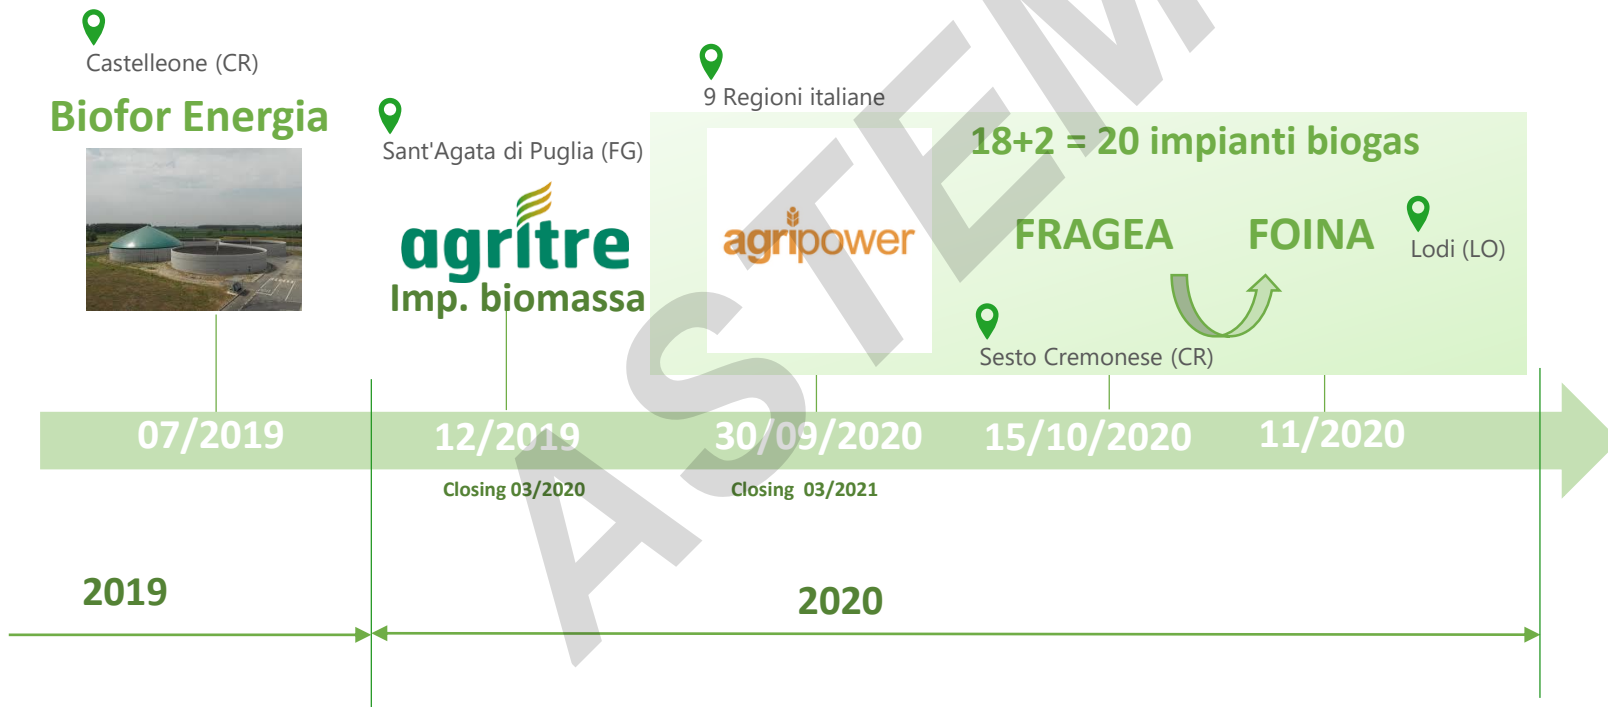 Castelleone (CR)
Biofor Energia
Sant'Agata di Puglia (FG)
agritre
Imp. biomassa
9 Regioni italiane
agripower
18+2 = 20 impianti biogas
FRAGEA
FOINA
Lodi (LO)
Sesto Cremonese (CR)
07/2019
12/2019
30/09/2020
15/10/2020
11/2020
Closing 03/2020
Closing 03/2021
2019
2020
ASTEM